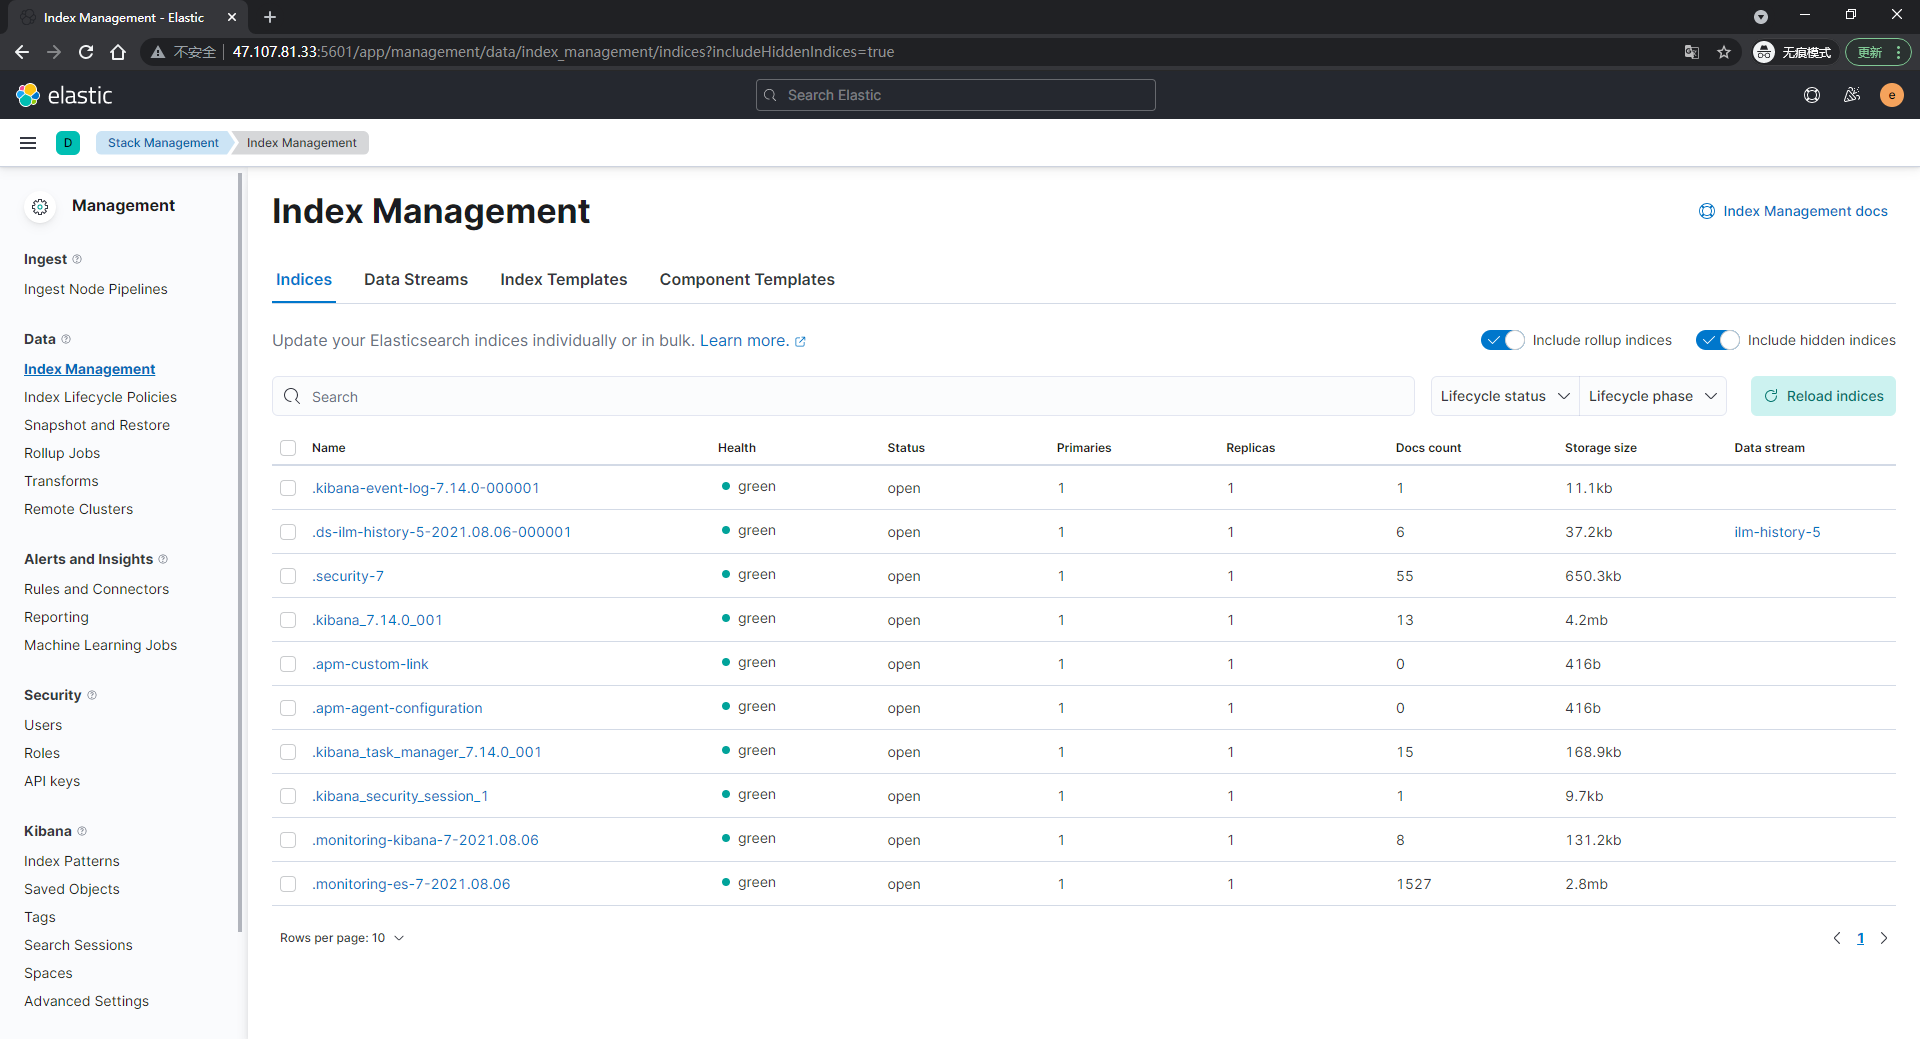 Index Management - Elastic
不安全
47.107.81.33:5601/app/management/data/index_management/indices?includeHiddenIndices=true
无痕模式
更新
elastic
Search Elastic
e
D
Stack Management
Index Management
Management
Ingest
Ingest Node Pipelines
Data
Index Management
Index Lifecycle Policies
Snapshot and Restore
Rollup Jobs
Transforms
Remote Clusters
Alerts and Insights
Rules and Connectors
Reporting
Machine Learning Jobs
Security
Users
Roles
API keys
Kibana
Index Patterns
Saved Objects
Tags
Search Sessions
Spaces
Advanced Settings
Index Management
Index Management docs
Indices Data Streams Index Templates Component Templates
Update your Elasticsearch indices individually or in bulk. Learn more.
Include rollup indices
Include hidden indices
Search
Lifecycle status
Lifecycle phase
Reload indices
Name Health Status Primaries Replicas Docs count Storage size Data stream
.kibana-event-log-7.14.0-000001 green open 1 1 1 11.1kb
.ds-ilm-history-5-2021.08.06-000001 green open 1 1 6 37.2kb ilm-history-5
.security-7 green open 1 1 55 650.3kb
.kibana_7.14.0_001 green open 1 1 13 4.2mb
.apm-custom-link green open 1 1 0 416b
.apm-agent-configuration green open 1 1 0 416b
.kibana_task_manager_7.14.0_001 green open 1 1 15 168.9kb
.kibana_security_session_1 green open 1 1 1 9.7kb
.monitoring-kibana-7-2021.08.06 green open 1 1 8 131.2kb
.monitoring-es-7-2021.08.06 green open 1 1 1527 2.8mb
Rows per page: 10
1